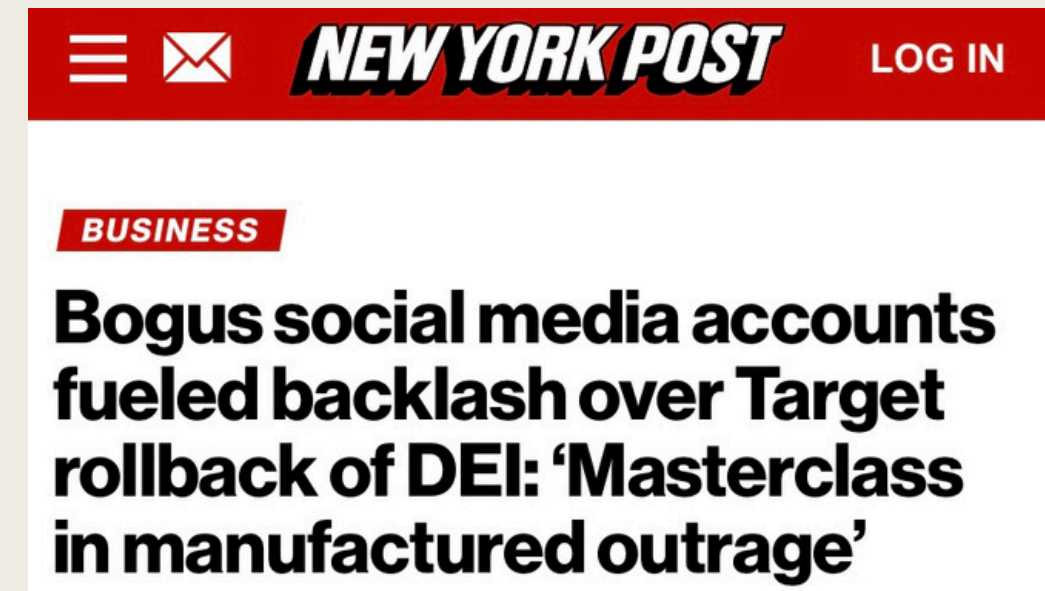 NEW YORK POST
LOG IN
BUSINESS
Bogus social media accounts
fueled backlash over Target
rollback of DEI: ‘Masterclass
in manufactured outrage’